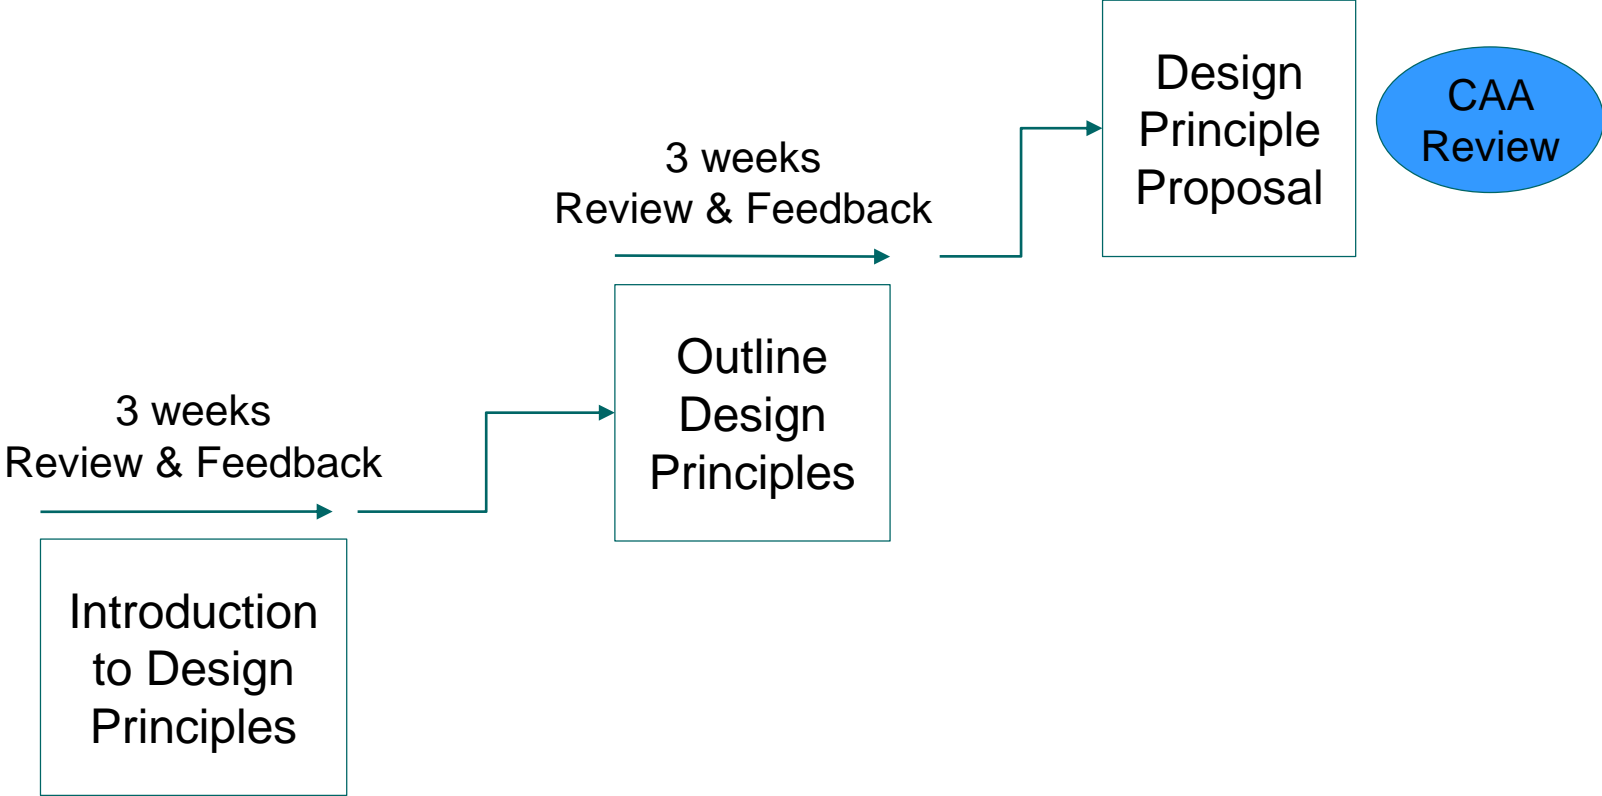 3 weeks
Review & Feedback
Introduction
to Design
Principles
3 weeks
Review & Feedback
Outline
Design
Principles
Design
Principle
Proposal
CAA
Review